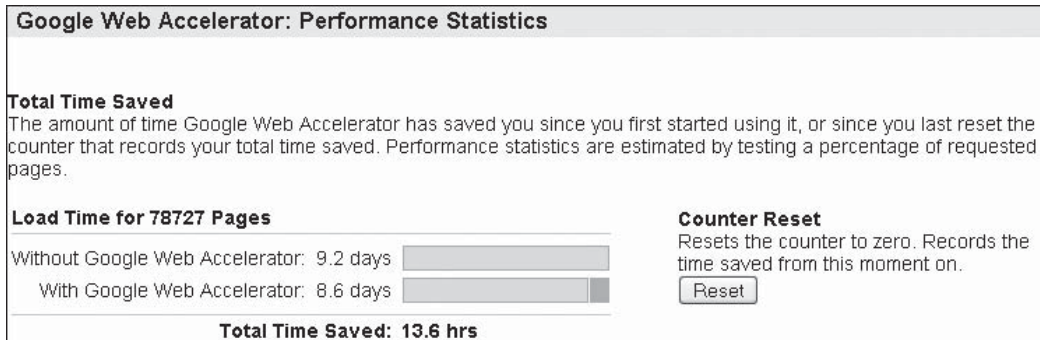 Google Web Accelerator: Performance Statistics
Total Time Saved
The amount of time Google Web Accelerator has saved you since you first started using it, or since you last reset the
counter that records your total time saved. Performance statistics are estimated by testing a percentage of requested
pages.
Load Time for 78727 Pages
Without Google Web Accelerator: 9.2 days
With Google Web Accelerator: 8.6 days
Total Time Saved: 13.6 hrs
Counter Reset
Resets the counter to zero. Records the
time saved from this moment on.
Reset